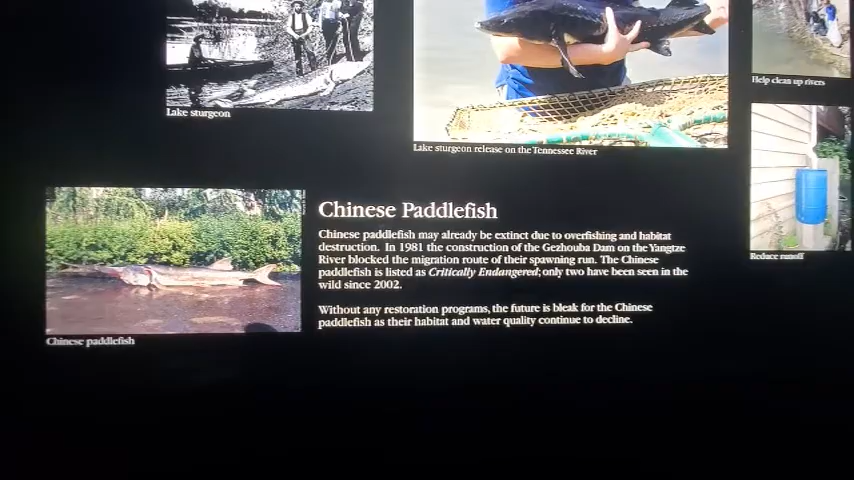 Lake sturgeon
Lake sturgeon release on the Tennessee River
Help clean up rivers
Reduce runoff
Chinese Paddlefish
Chinese paddlefish may already be extinct due to overfishing and habitat
destruction. In 1981 the construction of the Gezhouba Dam on the Yangtze
River blocked the migration route of their spawning run. The Chinese
paddlefish is listed as Critically Endangered; only two have been seen in the
wild since 2002.
Without any restoration programs, the future is bleak for the Chinese
paddlefish as their habitat and water quality continue to decline.
Chinese paddlefish